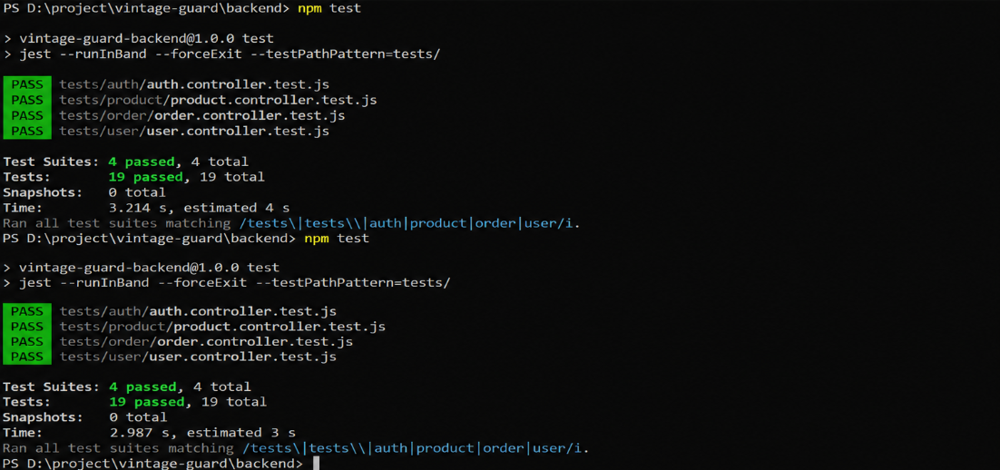 PS D:\project\vintage-guard\backend> npm test
> vintage-guard-backend@1.0.0 test
> jest --runInBand --forceExit --testPathPattern=tests/
PASS tests/auth/auth.controller.test.js
PASS tests/product/product.controller.test.js
PASS tests/order/order.controller.test.js
PASS tests/user/user.controller.test.js
Test Suites: 4 passed, 4 total
Tests: 19 passed, 19 total
Snapshots: 0 total
Time: 3.214 s, estimated 4 s
Ran all test suites matching /tests\|tests\\|auth|product|order|user/i.
PS D:\project\vintage-guard\backend> npm test
> vintage-guard-backend@1.0.0 test
> jest --runInBand --forceExit --testPathPattern=tests/
PASS tests/auth/auth.controller.test.js
PASS tests/product/product.controller.test.js
PASS tests/order/order.controller.test.js
PASS tests/user/user.controller.test.js
Test Suites: 4 passed, 4 total
Tests: 19 passed, 19 total
Snapshots: 0 total
Time: 2.987 s, estimated 3 s
Ran all test suites matching /tests\|tests\\|auth|product|order|user/i.
PS D:\project\vintage-guard\backend>